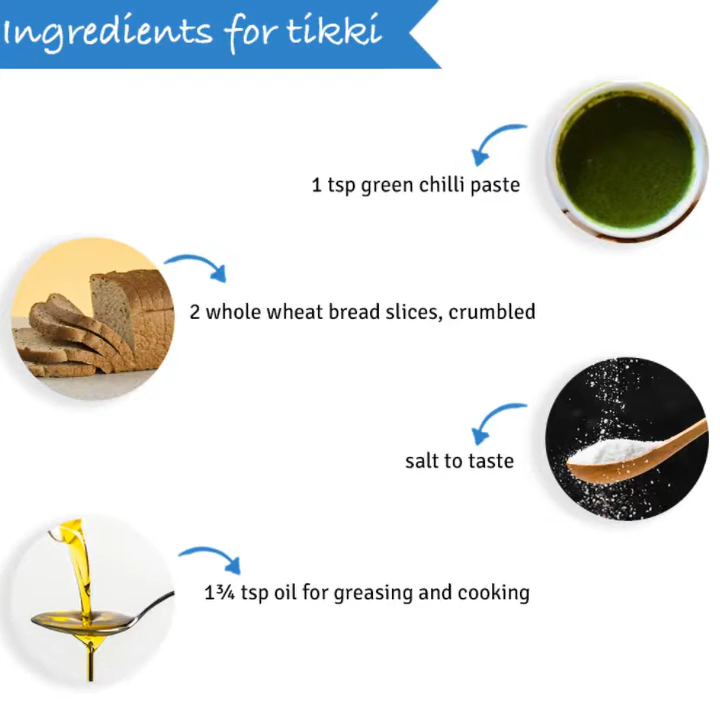 Ingredients for tikki
1 tsp green chilli paste
2 whole wheat bread slices, crumbled
salt to taste
1¾ tsp oil for greasing and cooking